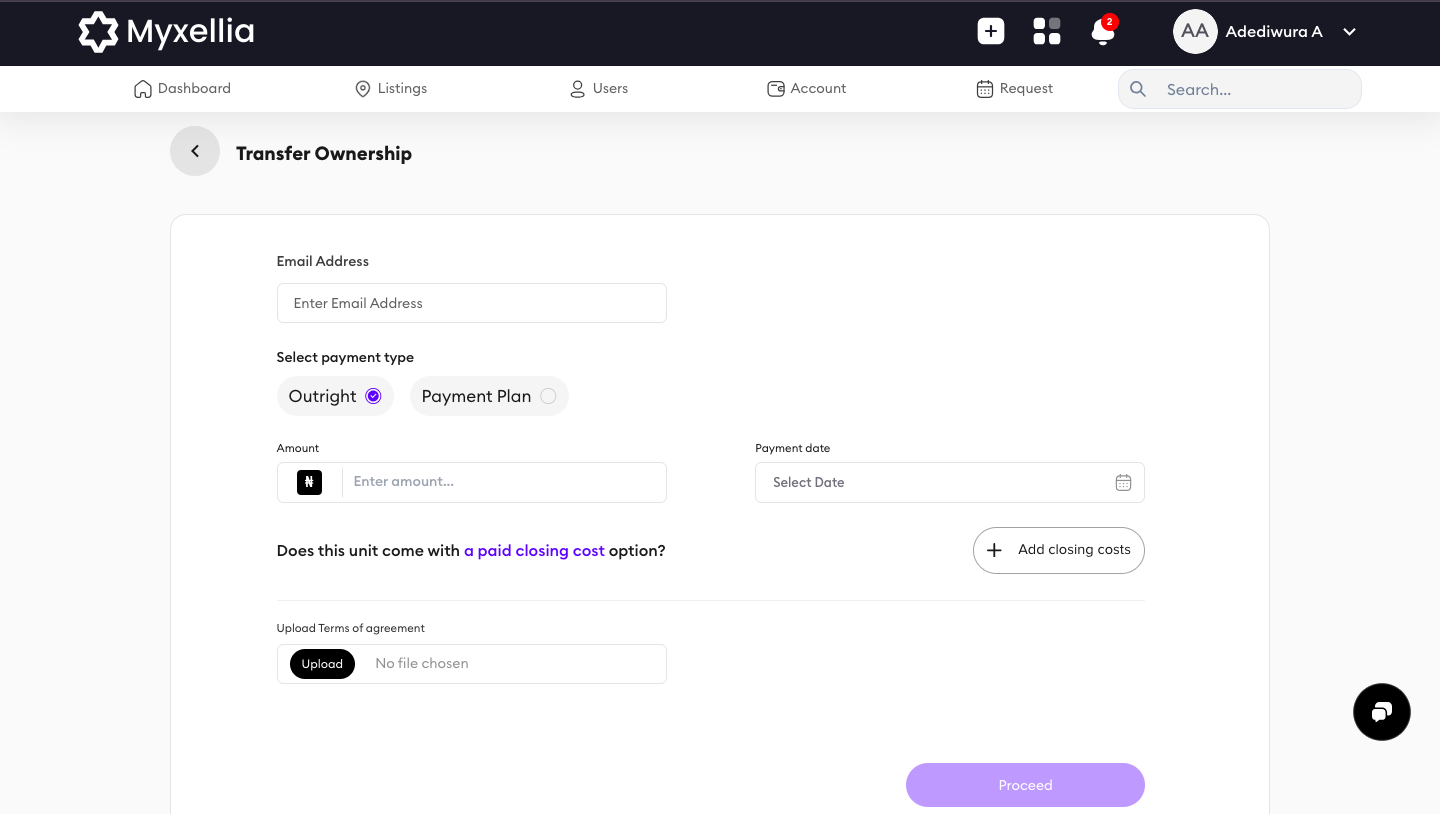 Myxellia
2
AA
Adediwura A
Dashboard
Listings
Users
Account
Request
Search...
Transfer Ownership
Email Address
Enter Email Address
Select payment type
Outright
Payment Plan
Amount
Payment date
₦
Enter amount...
Select Date
Does this unit come with a paid closing cost option?
Add closing costs
Upload Terms of agreement
Upload
No file chosen
Proceed